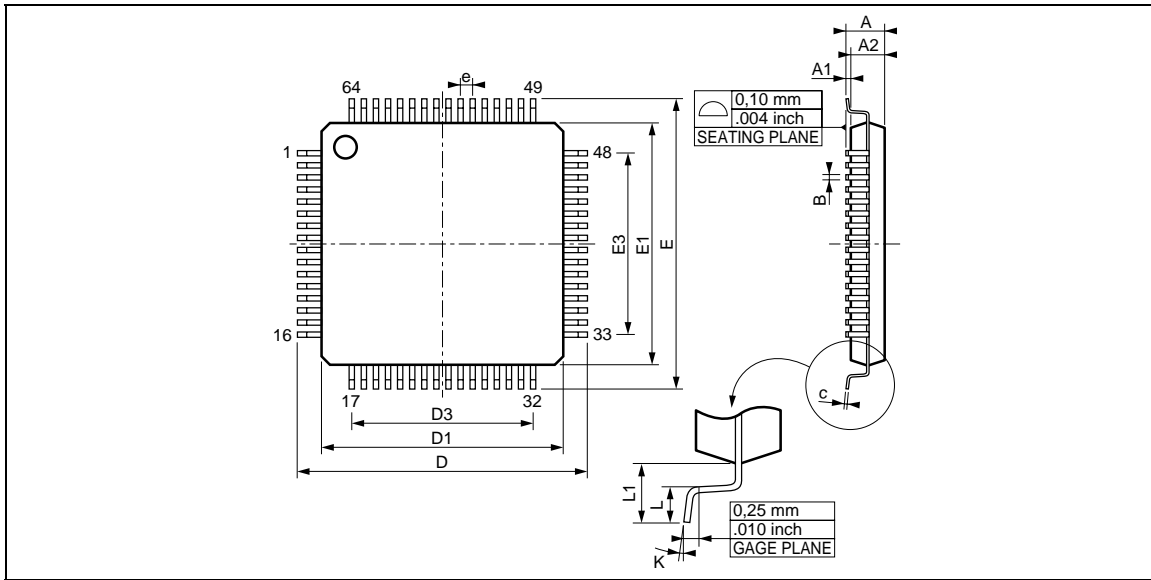 A
A2
A1
e
64
49
0,10 mm
.004 inch
SEATING PLANE
1
48
B
E3
E1
E
16
33
17
32
D3
D1
D
c
L1
L
0,25 mm
.010 inch
GAGE PLANE
K